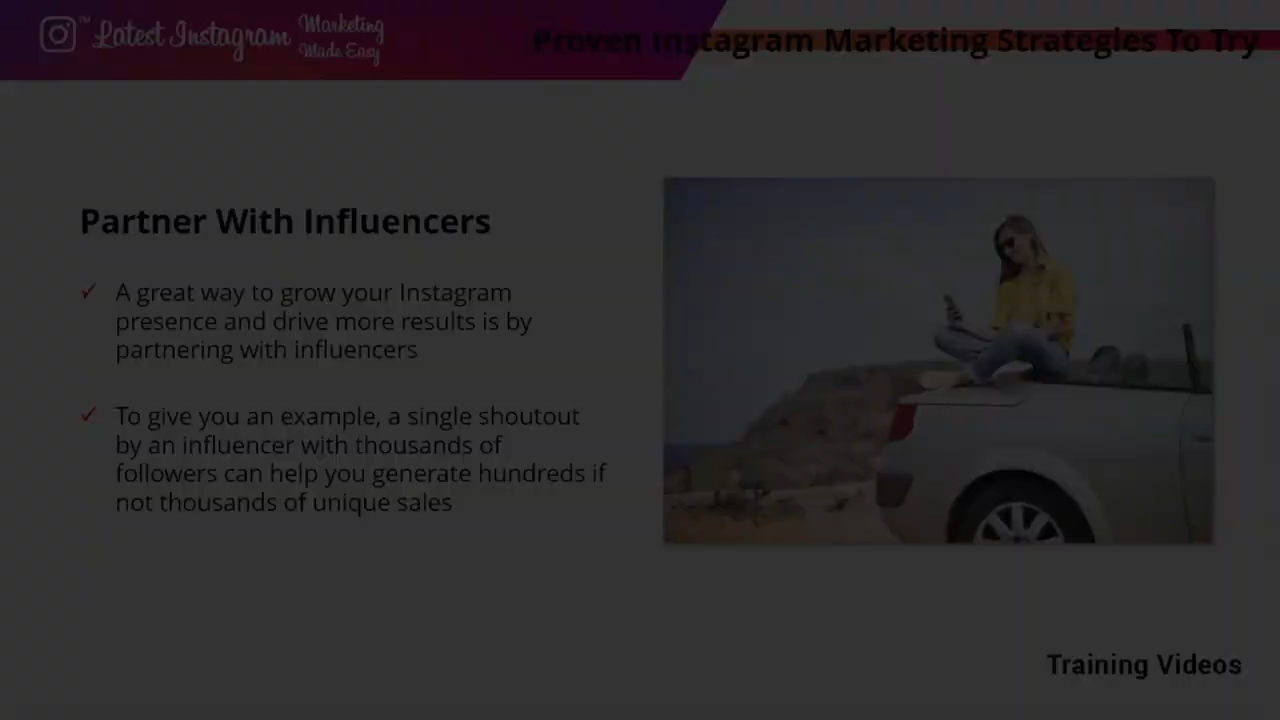 ™ Latest Instagram Marketing Made Easy
Proven Instagram Marketing Strategies To Try
Partner With Influencers
✓ A great way to grow your Instagram
presence and drive more results is by
partnering with influencers
✓ To give you an example, a single shoutout
by an influencer with thousands of
followers can help you generate hundreds if
not thousands of unique sales
Training Videos